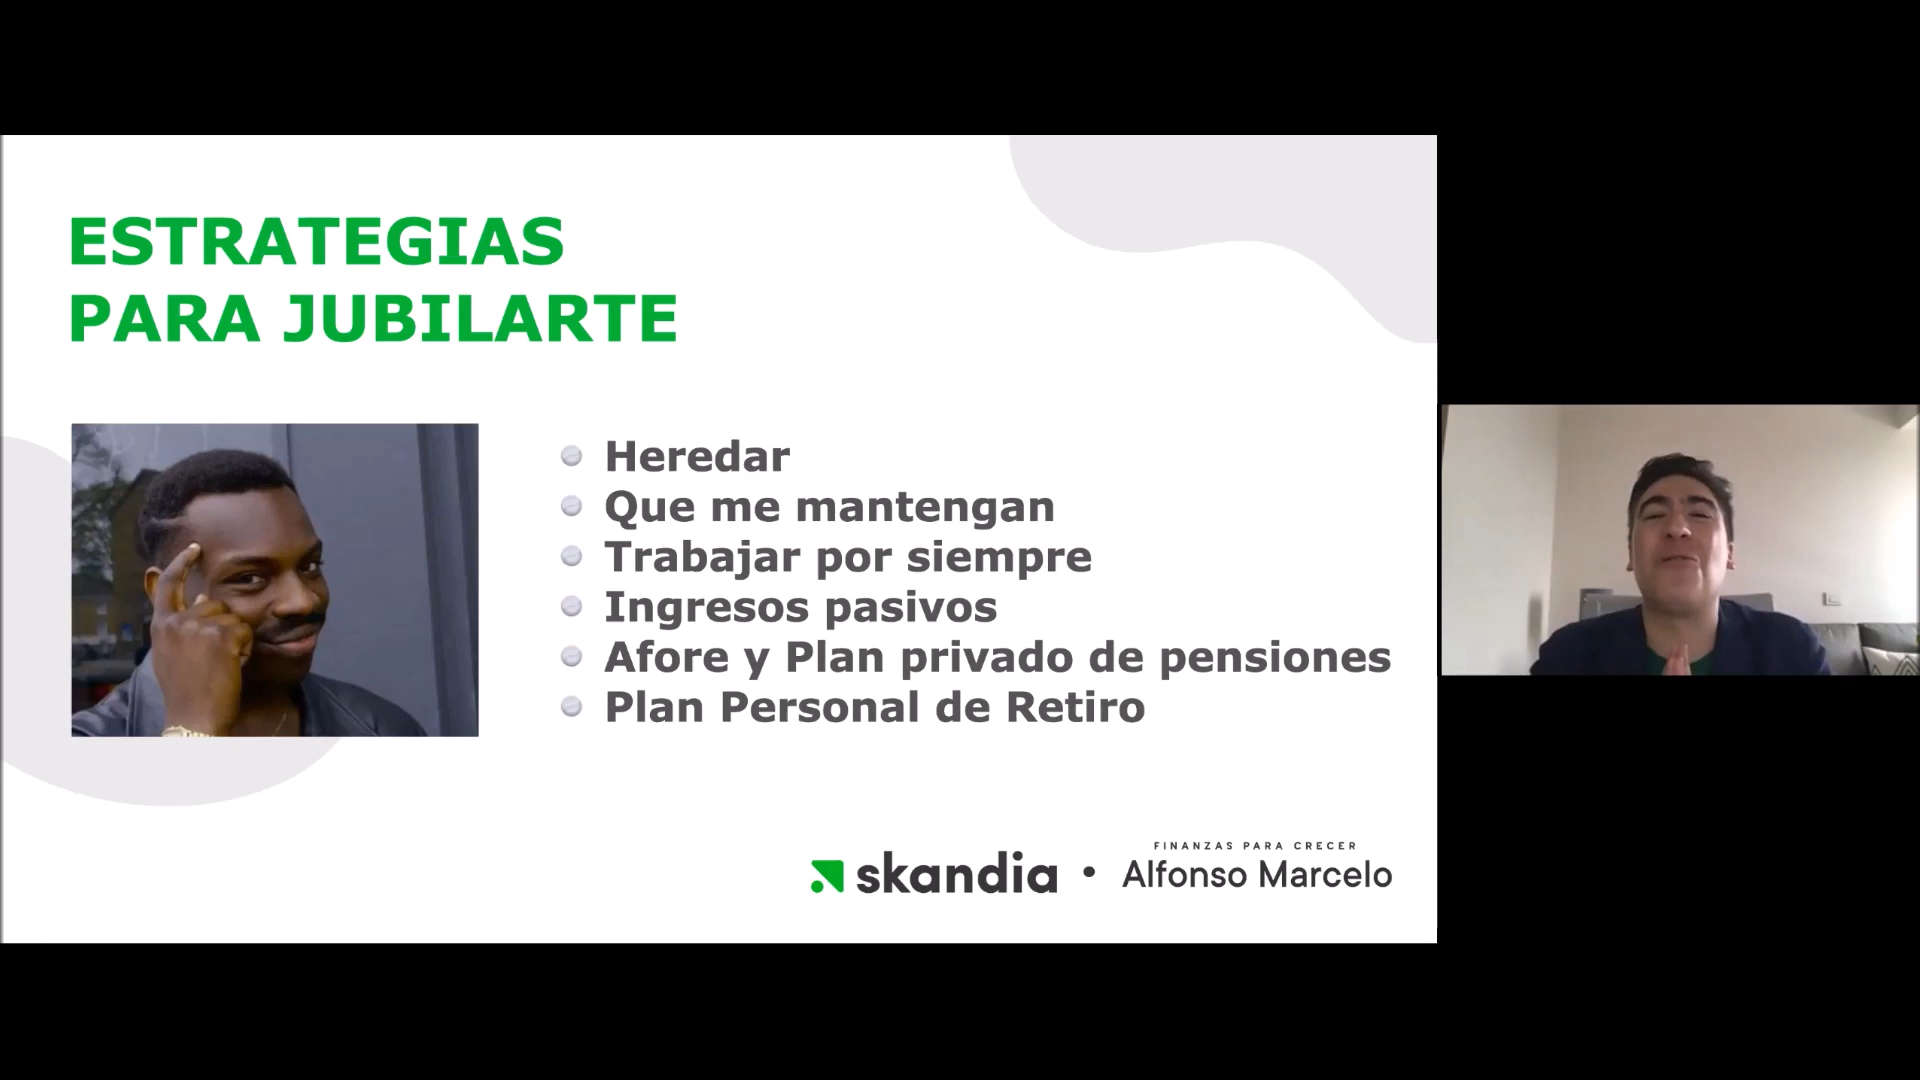 ESTRATEGIAS
PARA JUBILARTE
Heredar
Que me mantengan
Trabajar por siempre
Ingresos pasivos
Afore y Plan privado de pensiones
Plan Personal de Retiro
skandia
FINANZAS PARA CRECER
Alfonso Marcelo